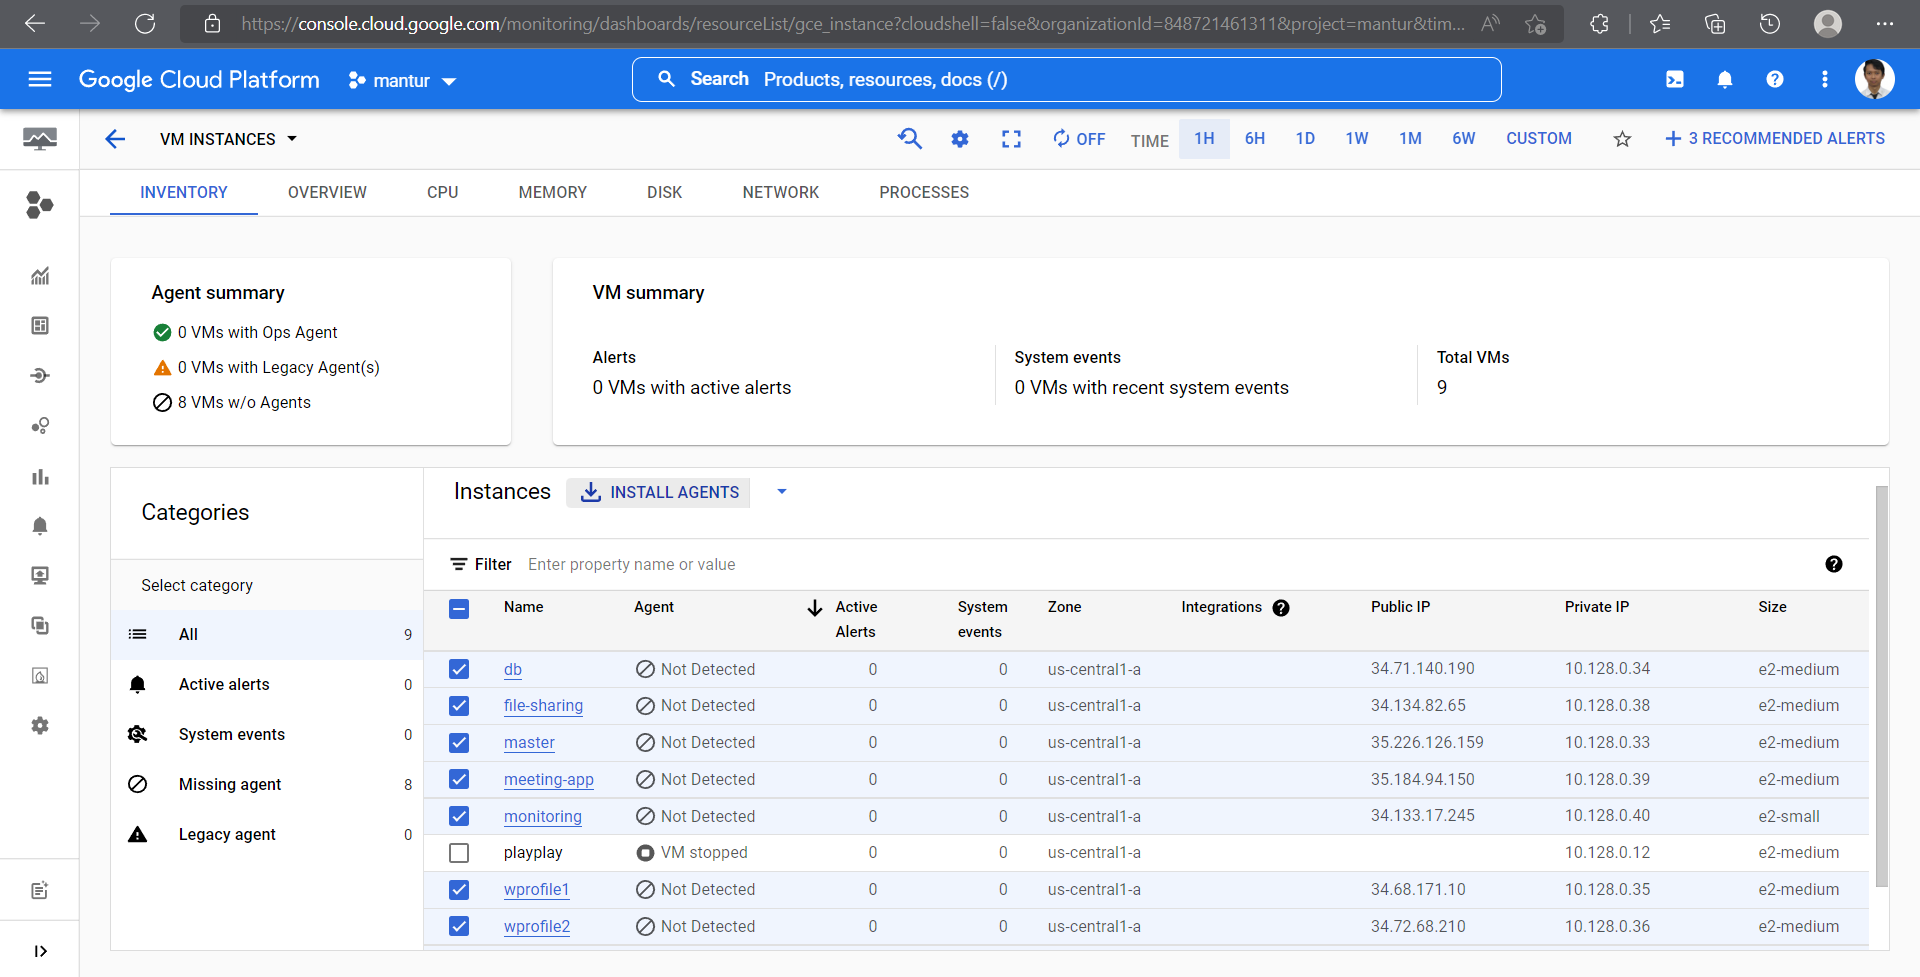 https://console.cloud.google.com/monitoring/dashboards/resourceList/gce_instance?cloudshell=false&organizationId=848721461311&project=mantur&tim...
Google Cloud Platform
mantur
Search Products, resources, docs (/)
VM INSTANCES
OFF
TIME
1H
6H
1D
1W
1M
6W
CUSTOM
3 RECOMMENDED ALERTS
INVENTORY
OVERVIEW
CPU
MEMORY
DISK
NETWORK
PROCESSES
Agent summary
0 VMs with Ops Agent
0 VMs with Legacy Agent(s)
8 VMs w/o Agents
VM summary
Alerts
0 VMs with active alerts
System events
0 VMs with recent system events
Total VMs
9
Categories
Select category
All 9
Active alerts 0
System events 0
Missing agent 8
Legacy agent 0
Instances
INSTALL AGENTS
Filter Enter property name or value
Name Agent Active Alerts System events Zone Integrations Public IP Private IP Size
db Not Detected 0 0 us-central1-a 34.71.140.190 10.128.0.34 e2-medium
file-sharing Not Detected 0 0 us-central1-a 34.134.82.65 10.128.0.38 e2-medium
master Not Detected 0 0 us-central1-a 35.226.126.159 10.128.0.33 e2-medium
meeting-app Not Detected 0 0 us-central1-a 35.184.94.150 10.128.0.39 e2-medium
monitoring Not Detected 0 0 us-central1-a 34.133.17.245 10.128.0.40 e2-small
playplay VM stopped 0 0 us-central1-a 10.128.0.12 e2-medium
wprofile1 Not Detected 0 0 us-central1-a 34.68.171.10 10.128.0.35 e2-medium
wprofile2 Not Detected 0 0 us-central1-a 34.72.68.210 10.128.0.36 e2-medium